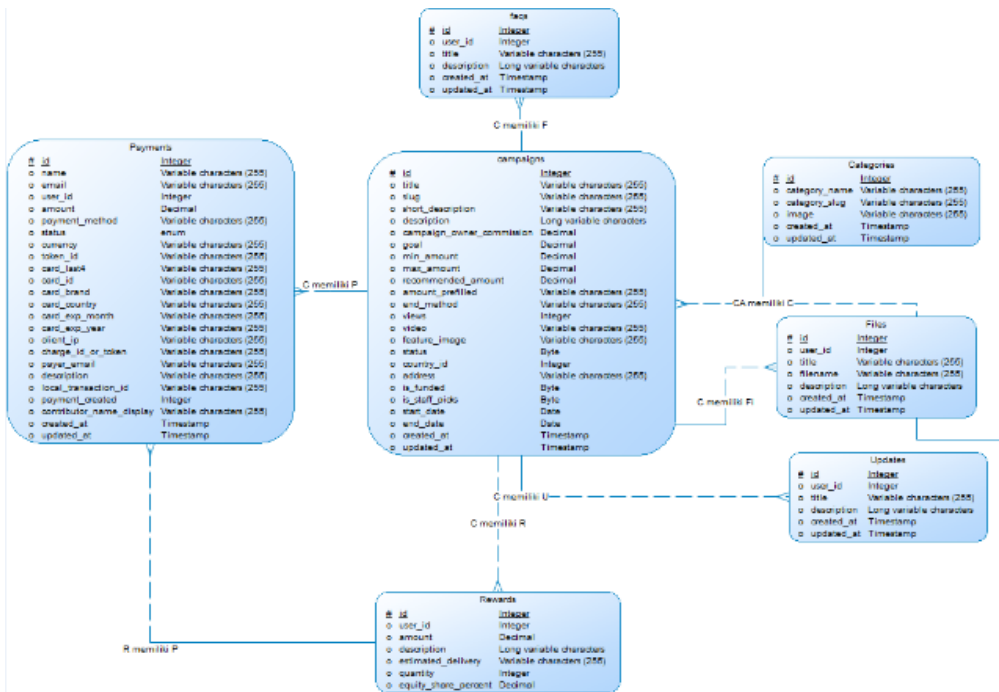 faqs
# id Integer
o user_id Integer
o title Variable characters (255)
o description Long variable characters
o created_at Timestamp
o updated_at Timestamp
C memiliki F
Payments
# id Integer
o name Variable characters (255)
o email Variable characters (255)
o user_id Integer
o amount Decimal
o payment_method Variable characters (255)
o status enum
o currency Variable characters (255)
o token_id Variable characters (255)
o card_last4 Variable characters (255)
o card_id Variable characters (255)
o card_brand Variable characters (255)
o card_country Variable characters (255)
o card_exp_month Variable characters (255)
o card_exp_year Variable characters (255)
o client_ip Variable characters (255)
o charge_id_or_token Variable characters (255)
o payer_email Variable characters (255)
o description Variable characters (255)
o local_transaction_id Variable characters (255)
o payment_created Integer
o contributor_name_display Variable characters (255)
o created_at Timestamp
o updated_at Timestamp
C memiliki P
campaigns
# id Integer
o title Variable characters (255)
o slug Variable characters (255)
o short_description Variable characters (255)
o description Long variable characters
o campaign_owner_commission Decimal
o goal Decimal
o min_amount Decimal
o max_amount Decimal
o recommended_amount Decimal
o amount_prefilled Variable characters (255)
o end_method Variable characters (255)
o views Integer
o video Variable characters (255)
o feature_image Variable characters (255)
o status Byte
o country_id Integer
o address Variable characters (255)
o is_funded Byte
o is_staff_picks Byte
o start_date Date
o end_date Date
o created_at Timestamp
o updated_at Timestamp
Categories
# id Integer
o category_name Variable characters (255)
o category_slug Variable characters (255)
o image Variable characters (255)
o created_at Timestamp
o updated_at Timestamp
CA memiliki C
Files
# id Integer
o user_id Integer
o title Variable characters (255)
o filename Variable characters (255)
o description Long variable characters
o created_at Timestamp
o updated_at Timestamp
C memiliki FI
Updates
# id Integer
o user_id Integer
o title Variable characters (255)
o description Long variable characters
o created_at Timestamp
o updated_at Timestamp
C memiliki U
C memiliki R
Rewards
# id Integer
o user_id Integer
o amount Decimal
o description Long variable characters
o estimated_delivery Variable characters (255)
o quantity Integer
o equity_share_percent Decimal
R memiliki P